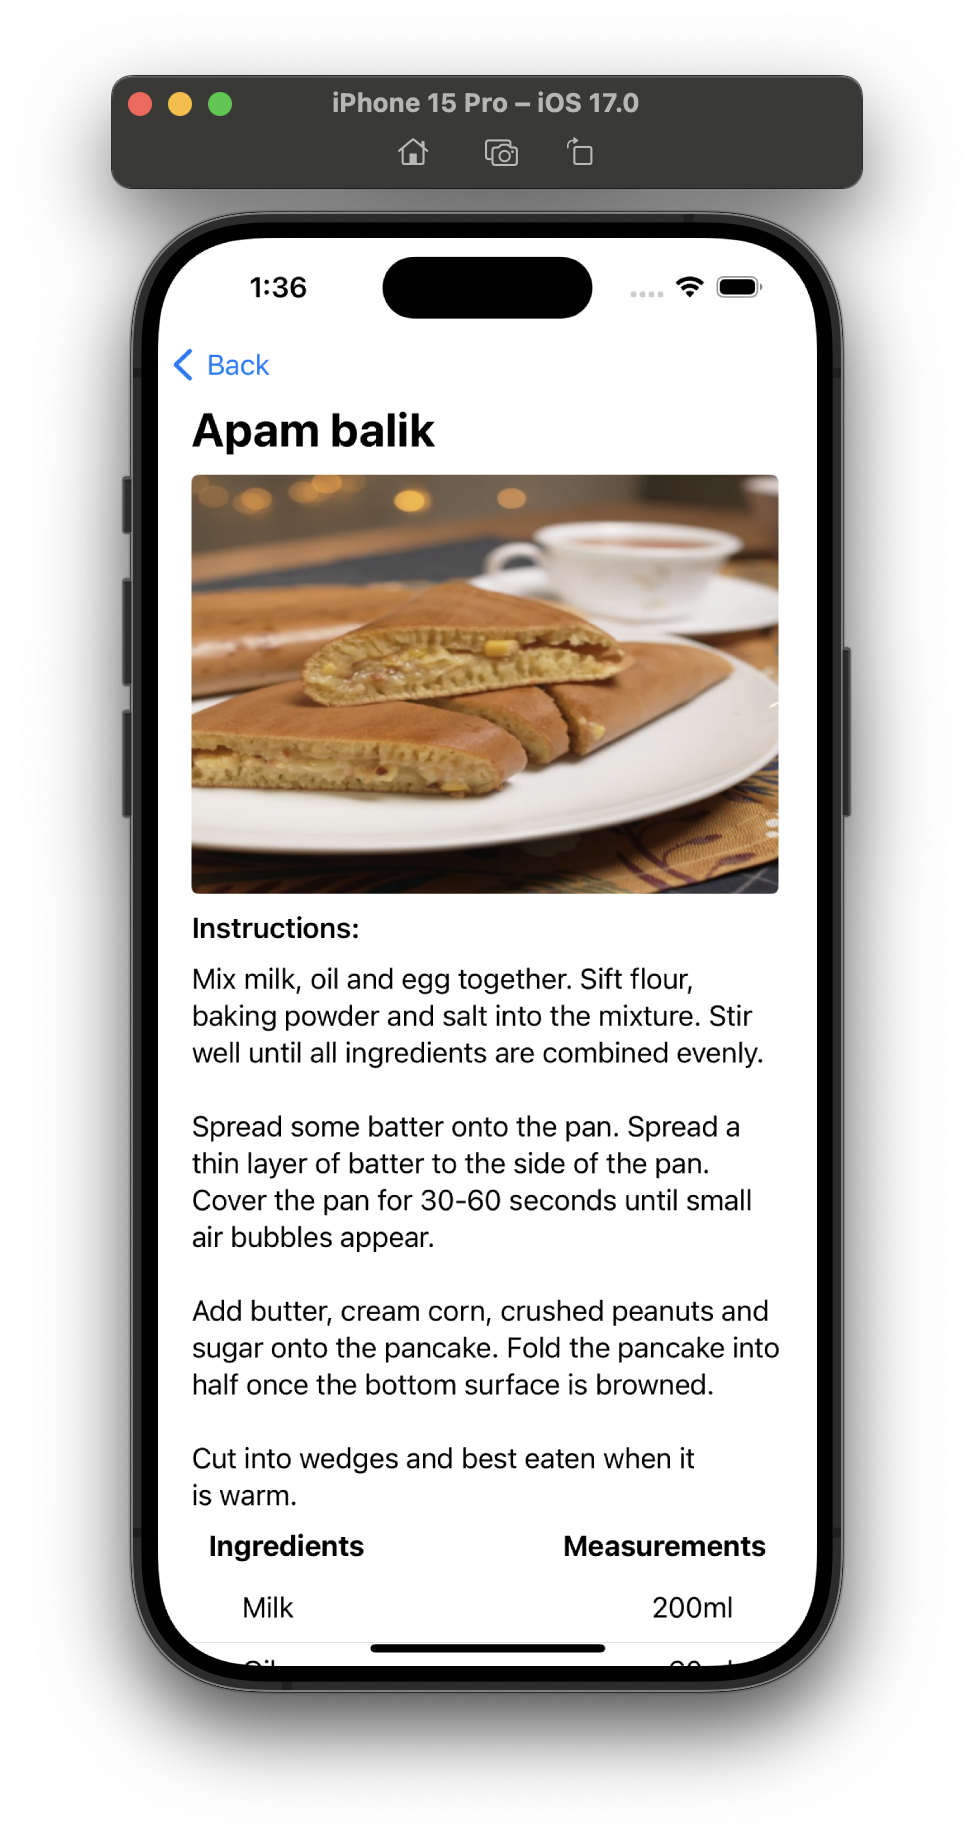 iPhone 15 Pro – iOS 17.0
1:36
Back
Apam balik
Instructions:
Mix milk, oil and egg together. Sift flour,
baking powder and salt into the mixture. Stir
well until all ingredients are combined evenly.
Spread some batter onto the pan. Spread a
thin layer of batter to the side of the pan.
Cover the pan for 30-60 seconds until small
air bubbles appear.
Add butter, cream corn, crushed peanuts and
sugar onto the pancake. Fold the pancake into
half once the bottom surface is browned.
Cut into wedges and best eaten when it
is warm.
Ingredients Measurements
Milk 200ml